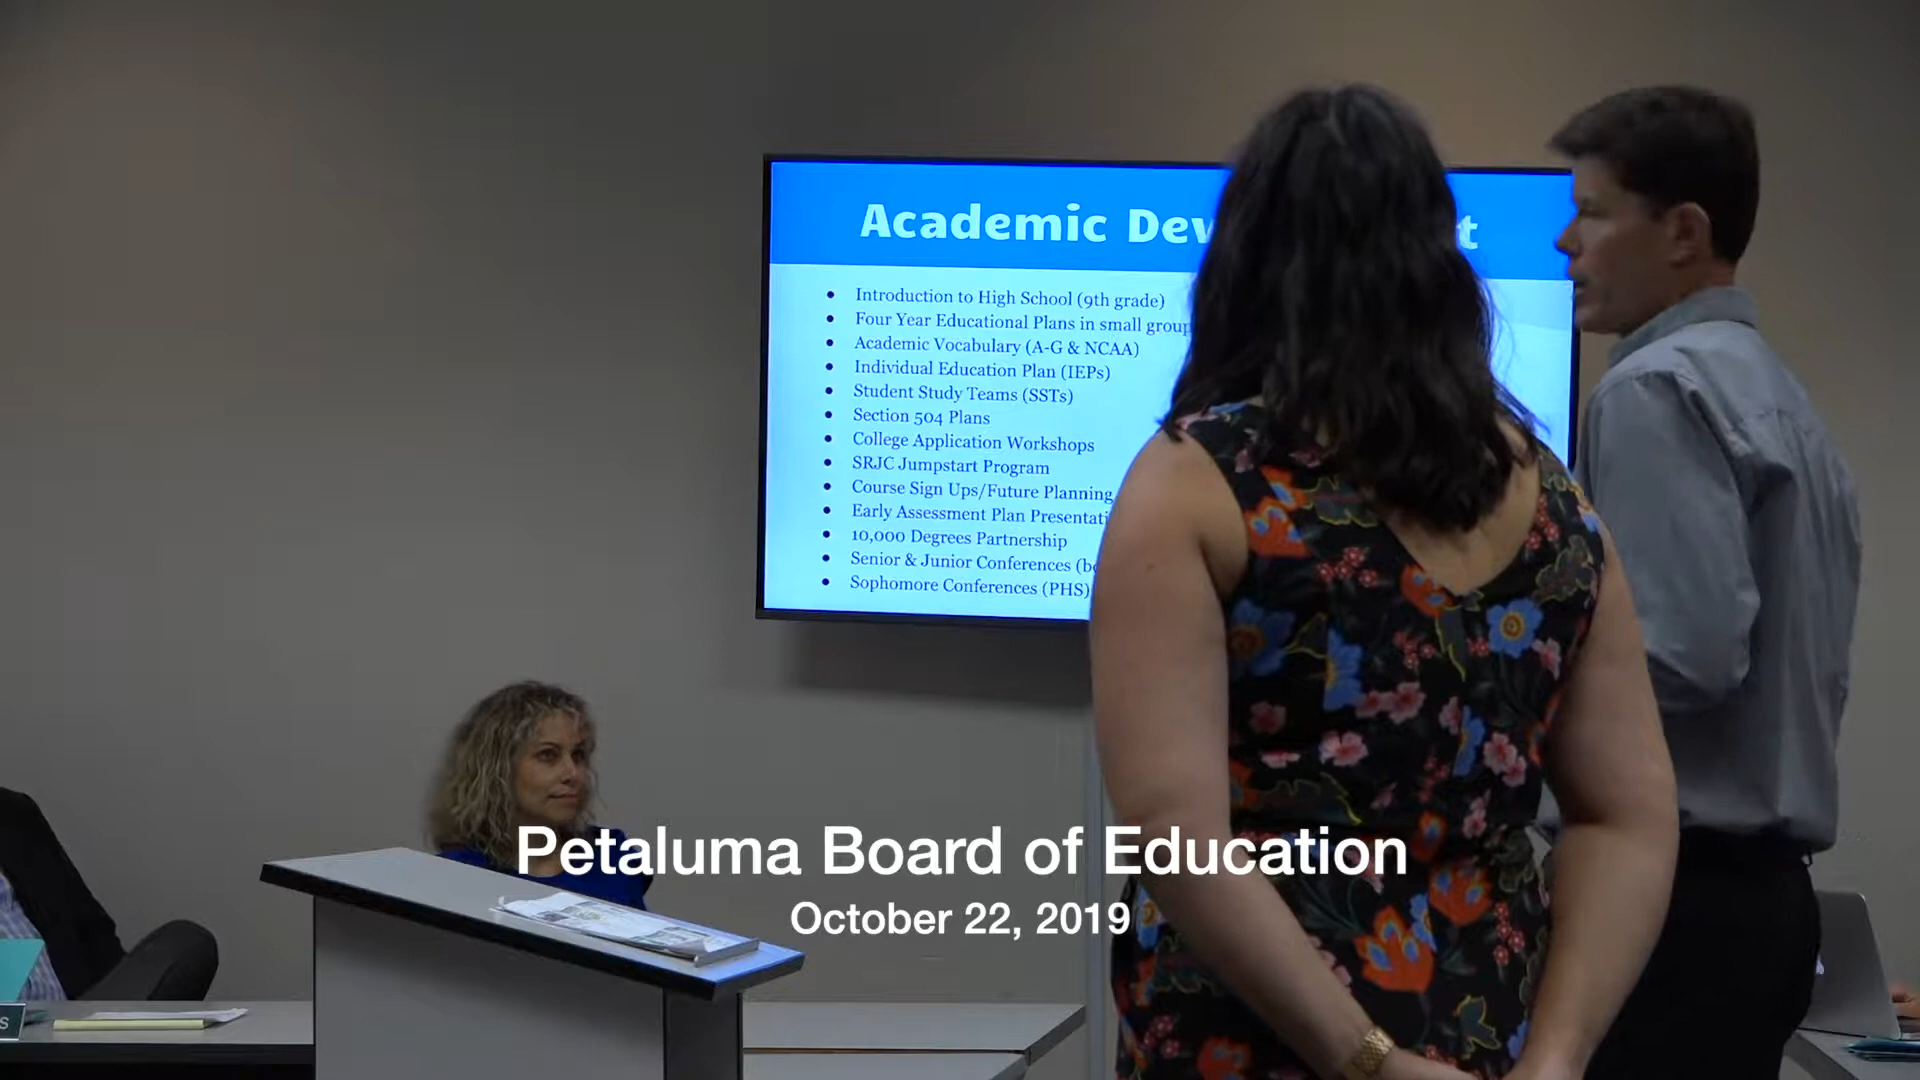 Academic Dev t
Introduction to High School (9th grade)
Four Year Educational Plans in small group
Academic Vocabulary (A-G & NCAA)
Individual Education Plan (IEPs)
Student Study Teams (SSTs)
Section 504 Plans
College Application Workshops
SRJC Jumpstart Program
Course Sign Ups/Future Planning
Early Assessment Plan Presentati
10,000 Degrees Partnership
Senior & Junior Conferences (b
Sophomore Conferences (PHS)
Petaluma Board of Education
October 22, 2019
S